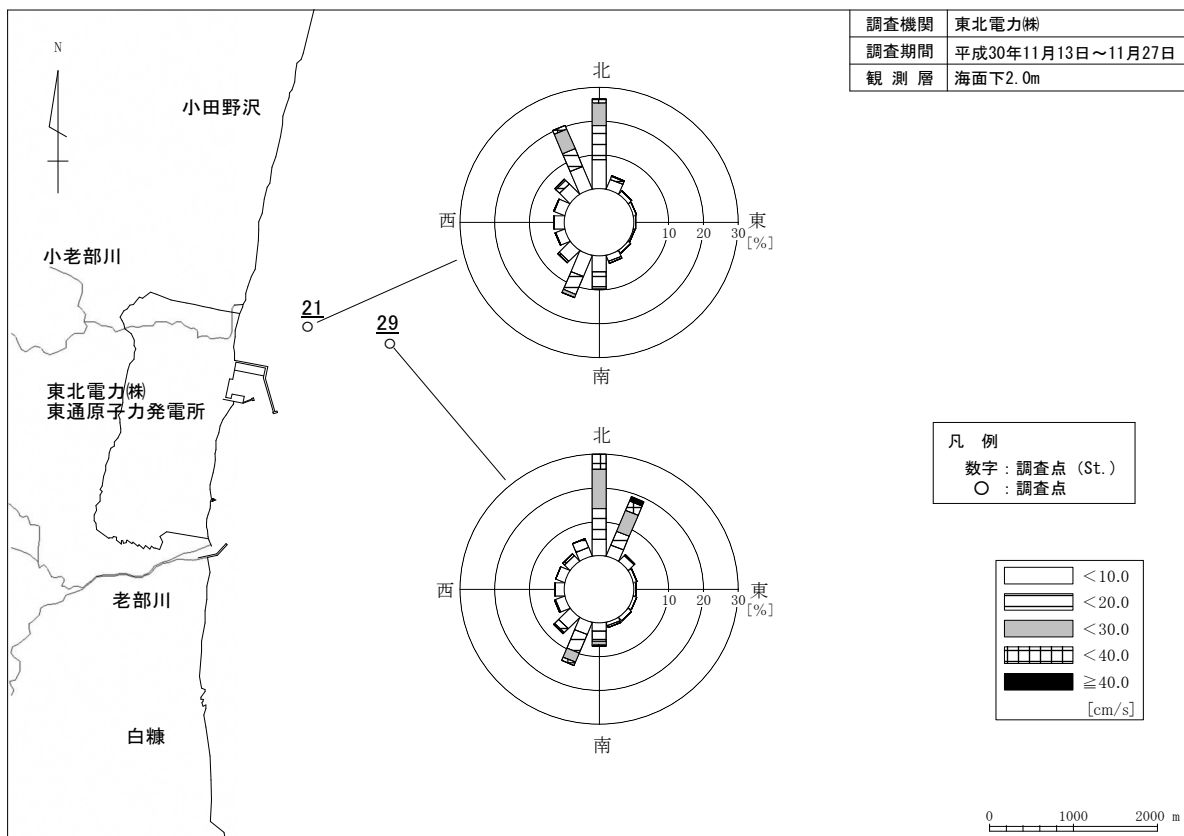 調査機関 東北電力㈱
調査期間 平成30年11月13日～11月27日
観測層 海面下2.0m
N
小田野沢
小老部川
21
29
東北電力㈱
東通原子力発電所
老部川
白糠
北
西
東
10 20 30
[%]
南
北
西
東
10 20 30
[%]
南
凡 例
数字：調査点（St.）
○ ：調査点
＜10.0
＜20.0
＜30.0
＜40.0
≧40.0
[cm/s]
0 1000 2000 m